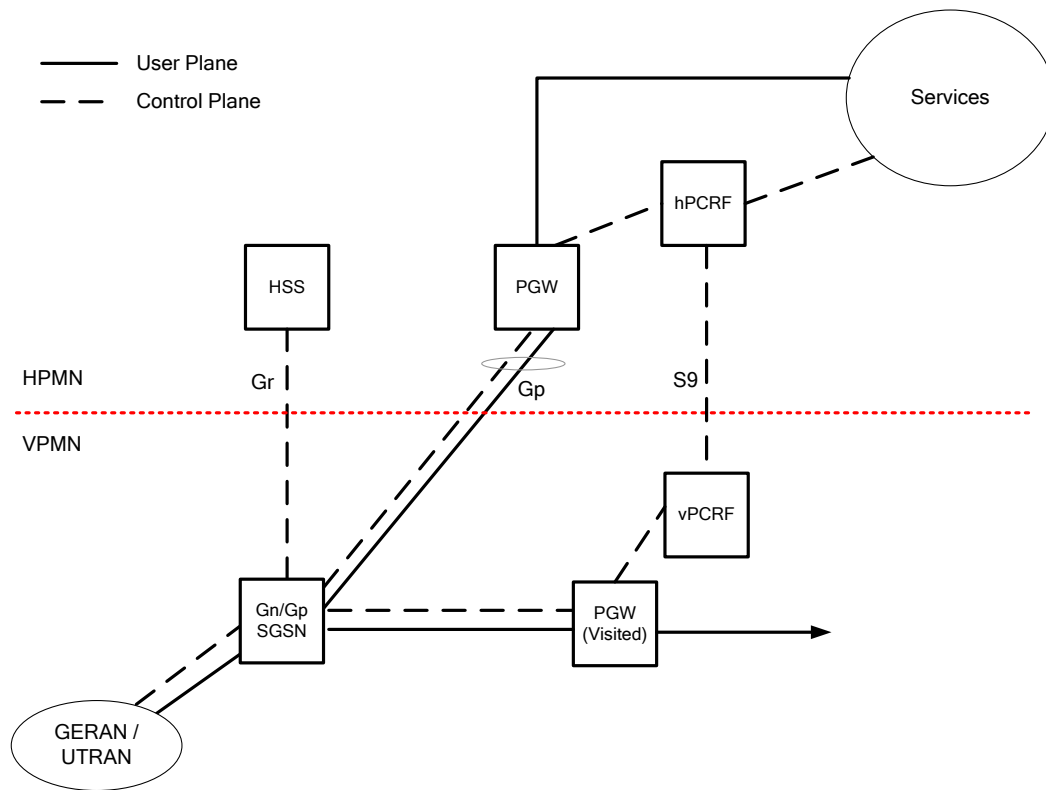 User Plane
Control Plane
Services
hPCRF
HSS
PGW
HPMN
Gr
Gp
S9
VPMN
vPCRF
Gn/Gp
SGSN
PGW
(Visited)
GERAN /
UTRAN